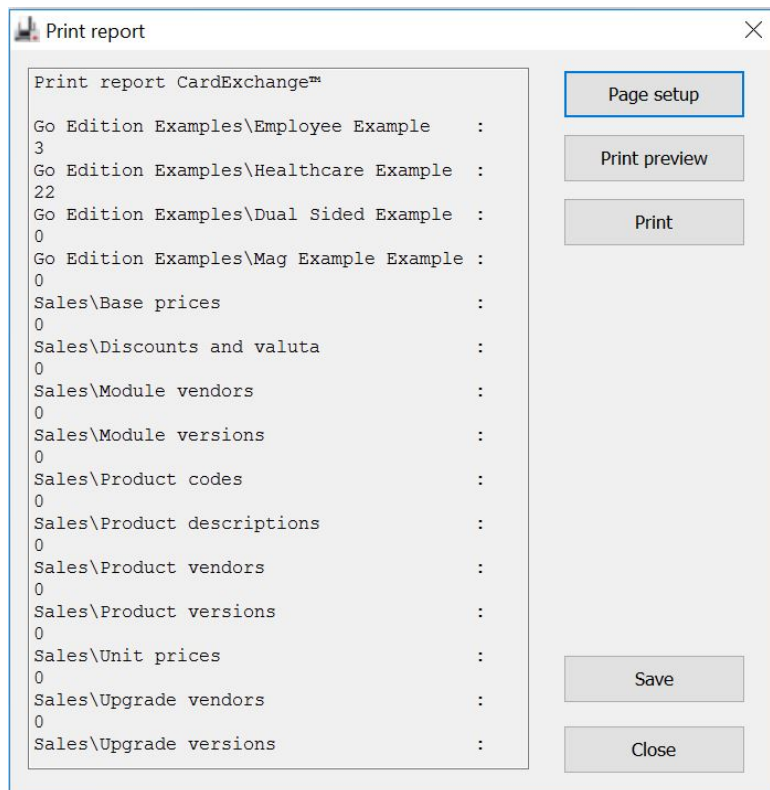 Print report
Print report CardExchange™
Go Edition Examples\Employee Example :
3
Go Edition Examples\Healthcare Example :
22
Go Edition Examples\Dual Sided Example :
0
Go Edition Examples\Mag Example Example :
0
Sales\Base prices :
0
Sales\Discounts and valuta :
0
Sales\Module vendors :
0
Sales\Module versions :
0
Sales\Product codes :
0
Sales\Product descriptions :
0
Sales\Product vendors :
0
Sales\Product versions :
0
Sales\Unit prices :
0
Sales\Upgrade vendors :
0
Sales\Upgrade versions :
Page setup
Print preview
Print
Save
Close